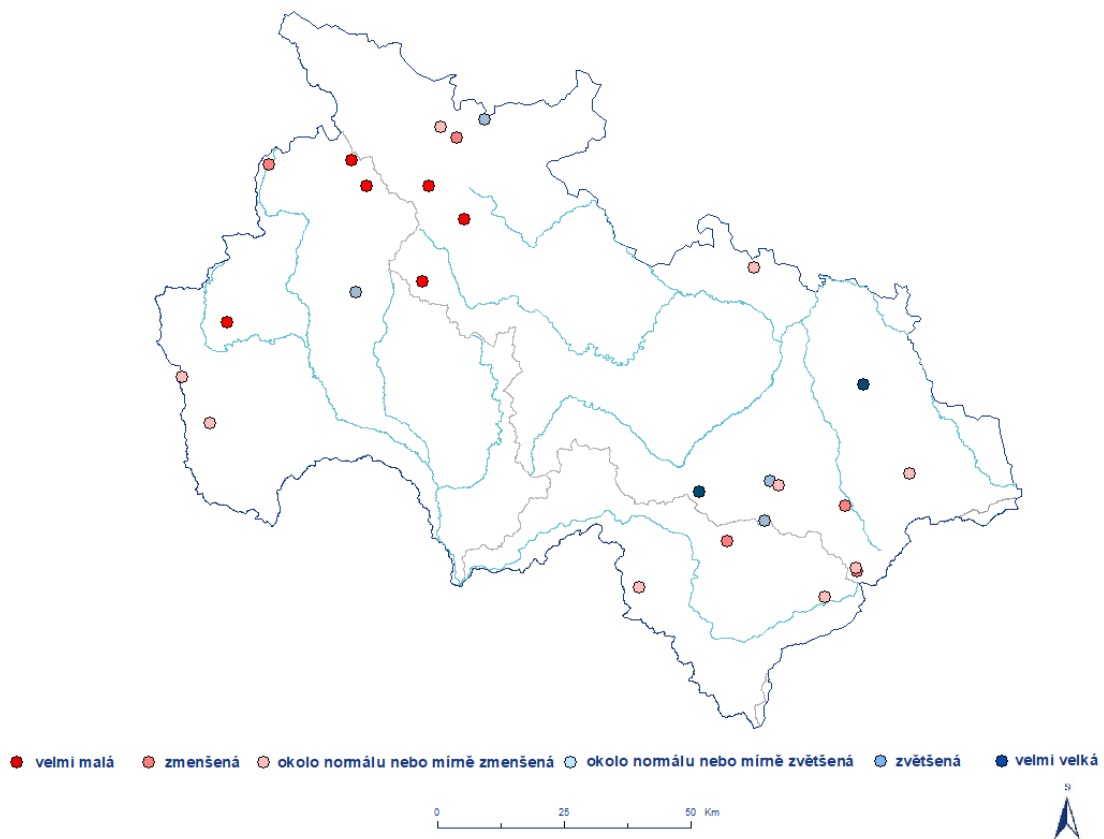 velmi malá zmenšená okolo normálu nebo mírně zmenšená okolo normálu nebo mírně zvětšená zvětšená velmi velká
0 25 50 Km
S